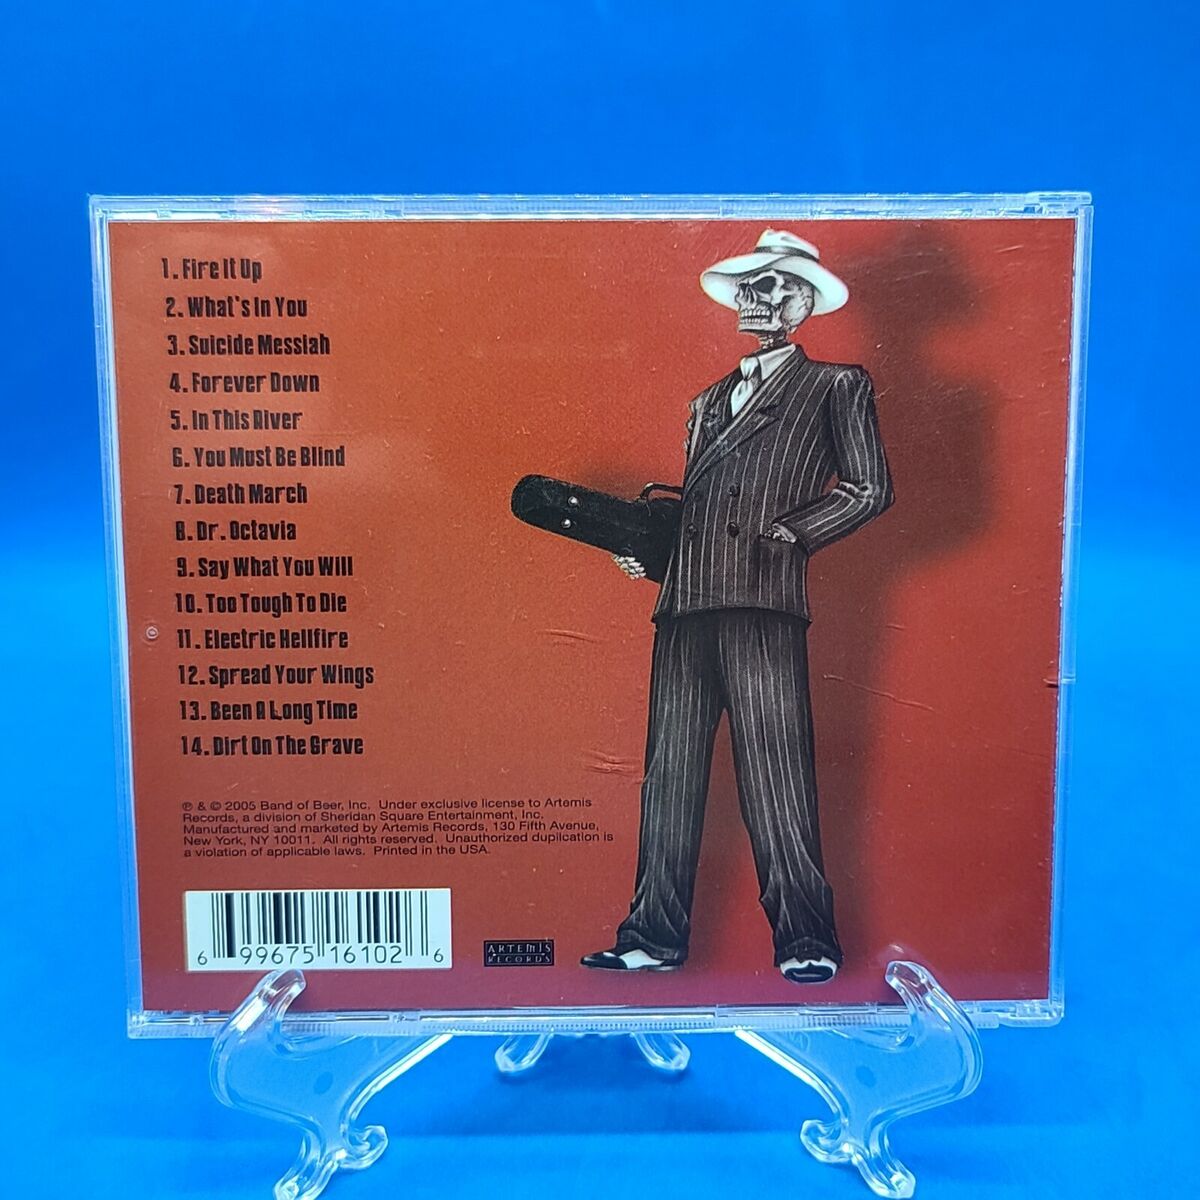 1. Fire It Up
2. What's In You
3. Suicide Messiah
4. Forever Down
5. In This River
6. You Must Be Blind
7. Death March
8. Dr. Octavia
9. Say What You Will
10. Too Tough To Die
11. Electric Hellfire
12. Spread Your Wings
13. Been A Long Time
14. Dirt On The Grave
℗ & © 2005 Band of Beer, Inc. Under exclusive license to Artemis
Records, a division of Sheridan Square Entertainment, Inc.
Manufactured and marketed by Artemis Records, 130 Fifth Avenue,
New York, NY 10011. All rights reserved. Unauthorized dupilcation is
a violation of applicable laws. Printed in the USA.
6 99675 16102 6
ARTEMIS
RECORDS